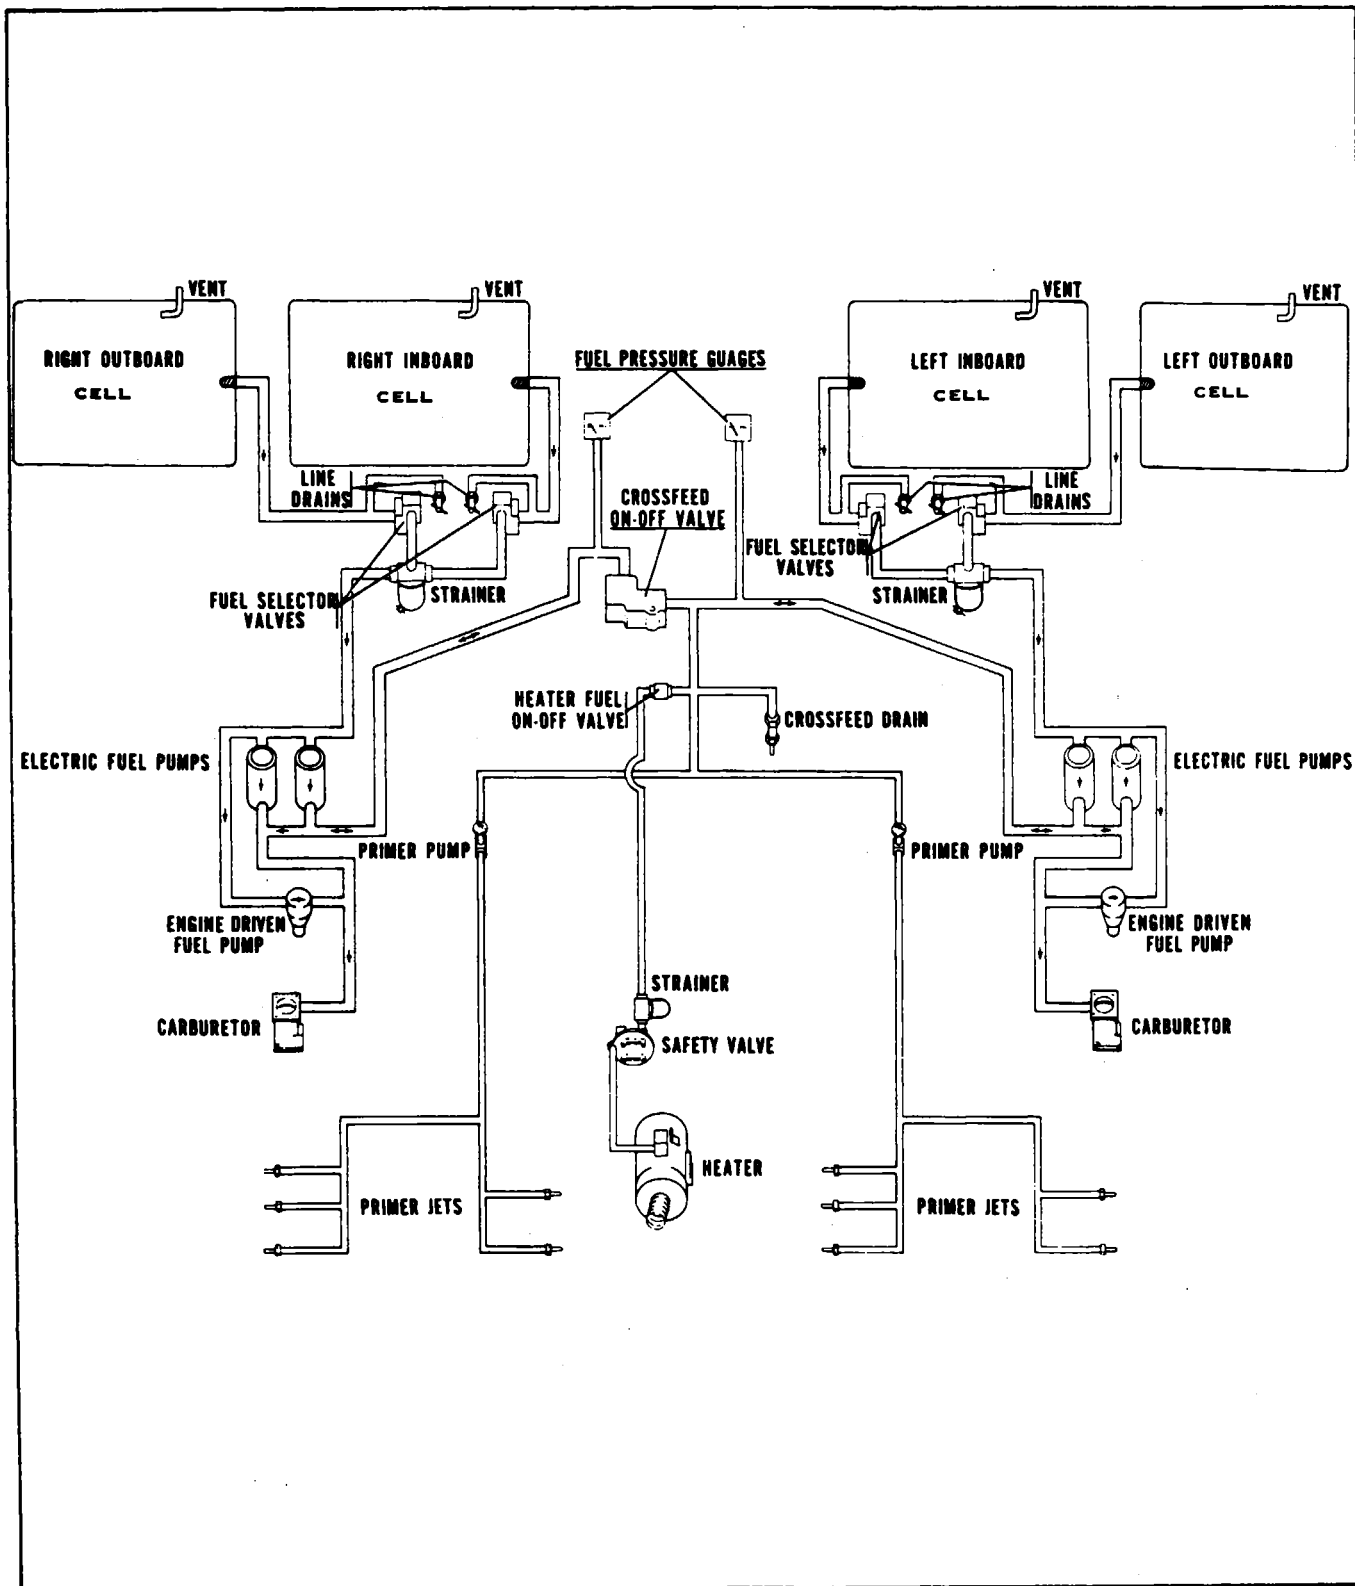 VENT
VENT
VENT
VENT
RIGHT OUTBOARD
CELL
RIGHT INBOARD
CELL
FUEL PRESSURE GUAGES
LEFT INBOARD
CELL
LEFT OUTBOARD
CELL
LINE
DRAINS
CROSSFEED
ON-OFF VALVE
LINE
DRAINS
FUEL SELECTOR
VALVES
STRAINER
FUEL SELECTOR
VALVES
STRAINER
HEATER FUEL
ON-OFF VALVE
CROSSFEED DRAIN
ELECTRIC FUEL PUMPS
ELECTRIC FUEL PUMPS
PRIMER PUMP
PRIMER PUMP
ENGINE DRIVEN
FUEL PUMP
ENGINE DRIVEN
FUEL PUMP
STRAINER
CARBURETOR
SAFETY VALVE
CARBURETOR
HEATER
PRIMER JETS
PRIMER JETS